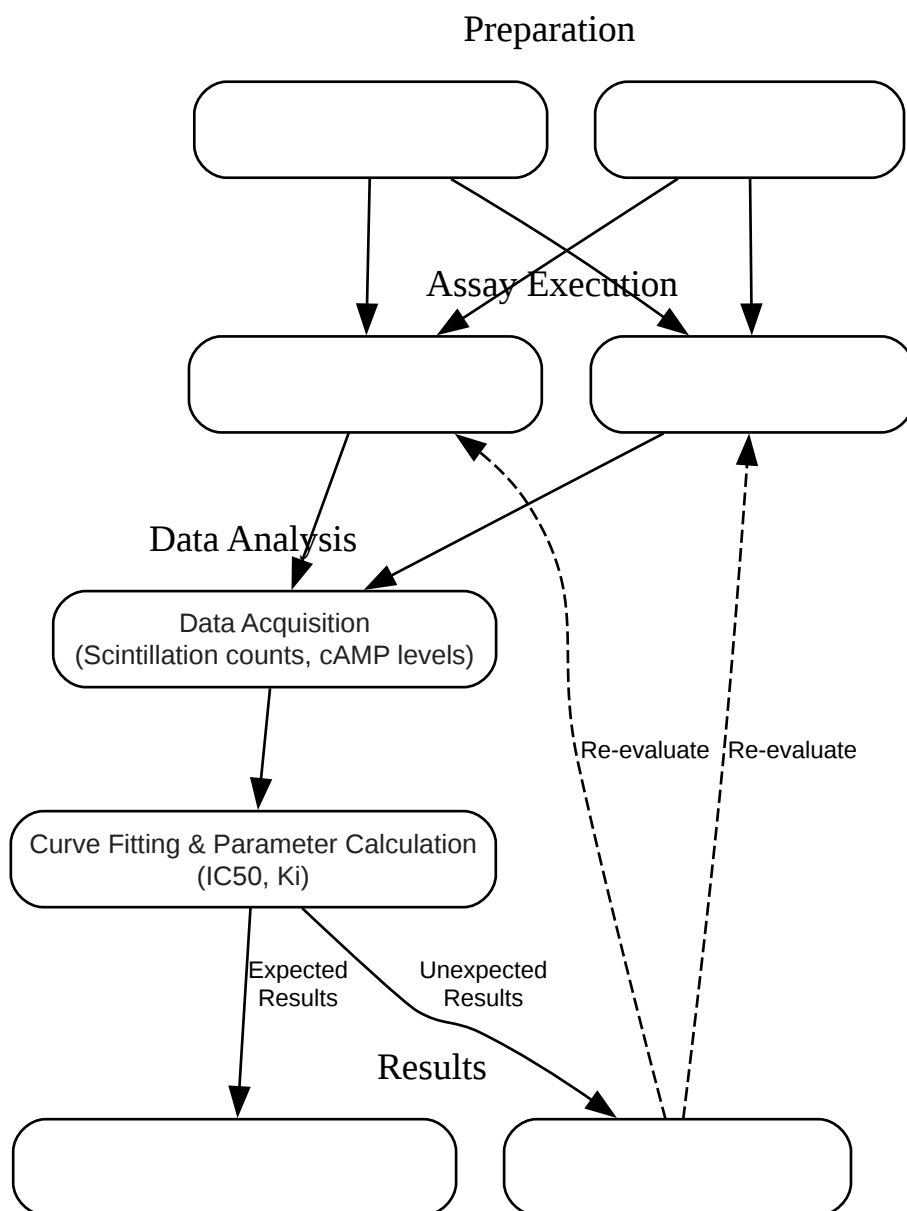 Preparation
Assay Execution
Data Analysis
Data Acquisition
(Scintillation counts, cAMP levels)
Re-evaluate
Re-evaluate
Curve Fitting & Parameter Calculation
(IC50, Ki)
Expected
Results
Unexpected
Results
Results